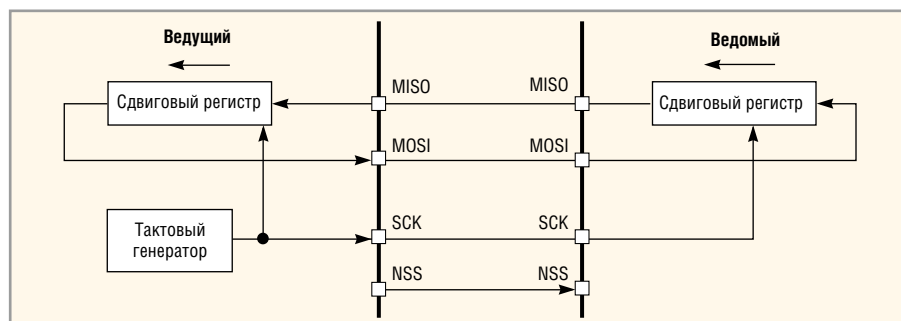 Ведущий
Ведомый
Сдвиговый регистр
MISO
MISO
Сдвиговый регистр
MOSI
MOSI
Тактовый
генератор
SCK
SCK
NSS
NSS